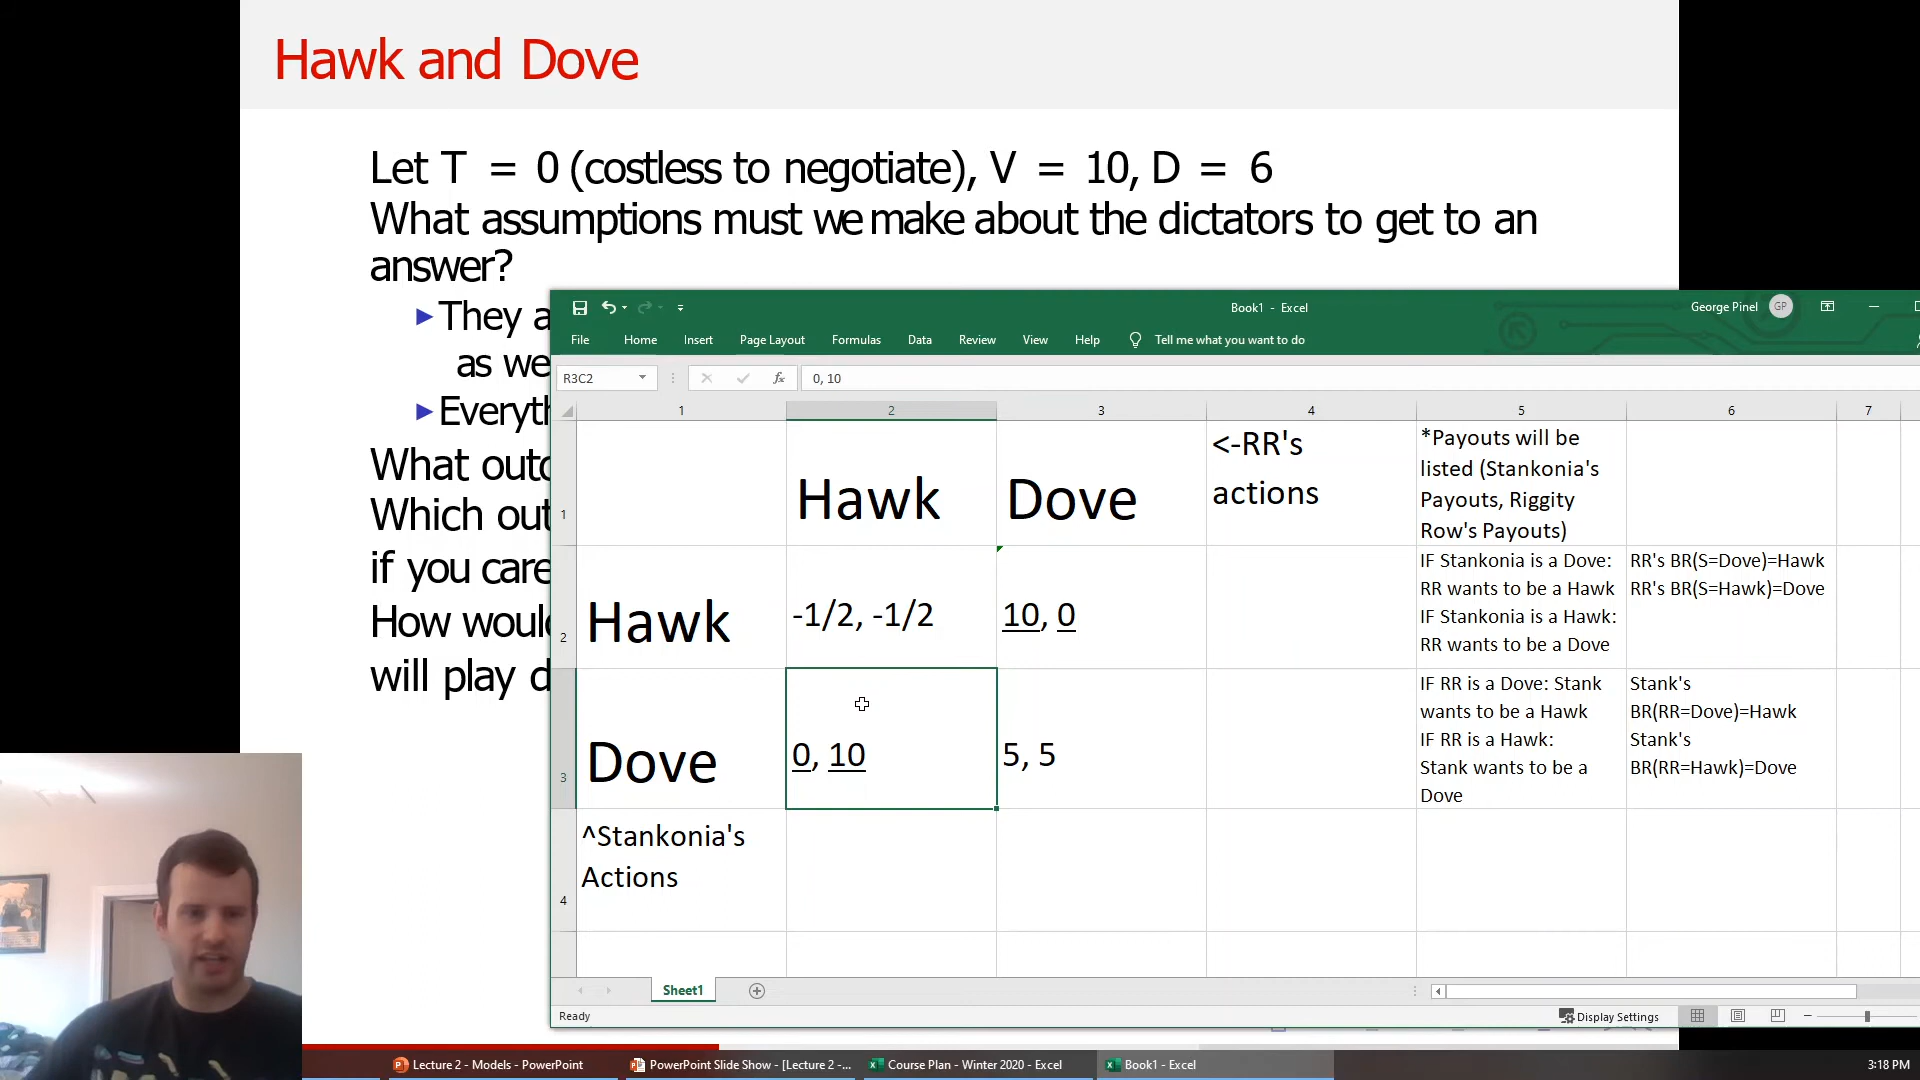 Hawk and Dove
Let T = 0 (costless to negotiate), V = 10, D = 6
What assumptions must we make about the dictators to get to an
answer?
They a
as we
Everyth
What outc
Which out
if you care
How would
will play d
Book1 - Excel
George Pinel GP
File Home Insert Page Layout Formulas Data Review View Help Tell me what you want to do
R3C2 fx 0, 10
1 2 3 4 5 6 7
1
Hawk
Dove
<-RR's
actions
*Payouts will be
listed (Stankonia's
Payouts, Riggity
Row's Payouts)
2
Hawk
-1/2, -1/2
10, 0
IF Stankonia is a Dove:
RR wants to be a Hawk
IF Stankonia is a Hawk:
RR wants to be a Dove
RR's BR(S=Dove)=Hawk
RR's BR(S=Hawk)=Dove
3
Dove
0, 10
5, 5
IF RR is a Dove: Stank
wants to be a Hawk
IF RR is a Hawk:
Stank wants to be a
Dove
Stank's
BR(RR=Dove)=Hawk
Stank's
BR(RR=Hawk)=Dove
4
^Stankonia's
Actions
Sheet1
Ready
Display Settings
Lecture 2 - Models - PowerPoint
PowerPoint Slide Show - [Lecture 2 -...
Course Plan - Winter 2020 - Excel
Book1 - Excel
3:18 PM